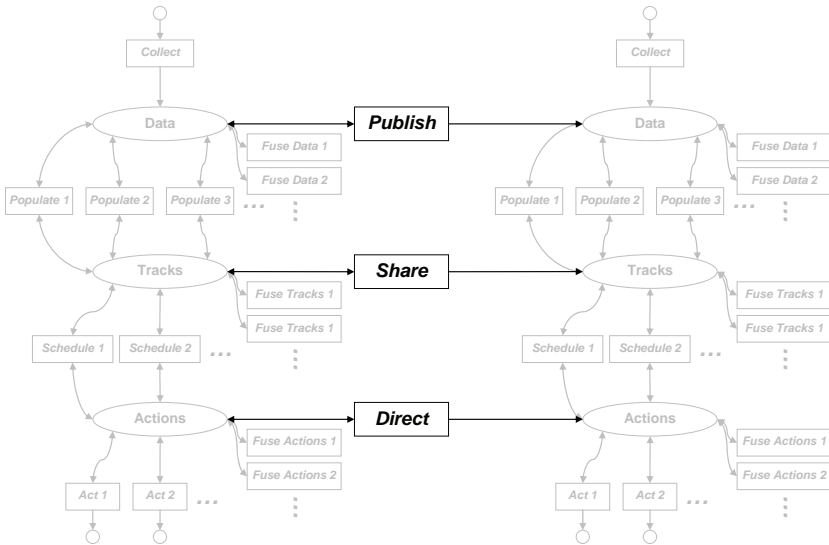 Collect
Collect
Data
Publish
Data
Fuse Data 1
Fuse Data 1
Fuse Data 2
Fuse Data 2
Populate 1
Populate 2
Populate 3
...
Populate 1
Populate 2
Populate 3
...
Tracks
Share
Tracks
Fuse Tracks 1
Fuse Tracks 1
Fuse Tracks 1
Fuse Tracks 1
Schedule 1
Schedule 2
...
Schedule 1
Schedule 2
...
Actions
Direct
Actions
Fuse Actions 1
Fuse Actions 1
Fuse Actions 2
Fuse Actions 2
Act 1
Act 2
...
Act 1
Act 2
...